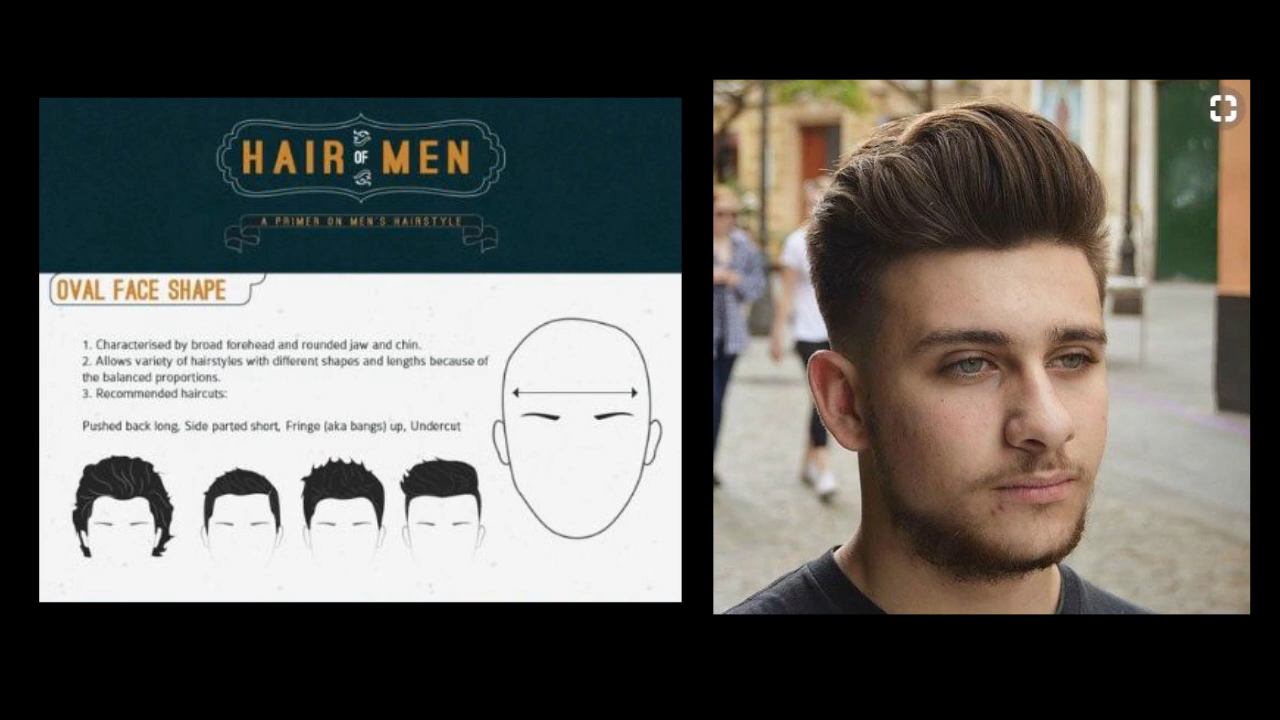 HAIR OF MEN
A PRIMER ON MEN'S HAIRSTYLE
OVAL FACE SHAPE
1. Characterised by broad forehead and rounded jaw and chin.
2. Allows variety of hairstyles with different shapes and lengths because of
the balanced proportions.
3. Recommended haircuts:
Pushed back long, Side parted short, Fringe (aka bangs) up, Undercut